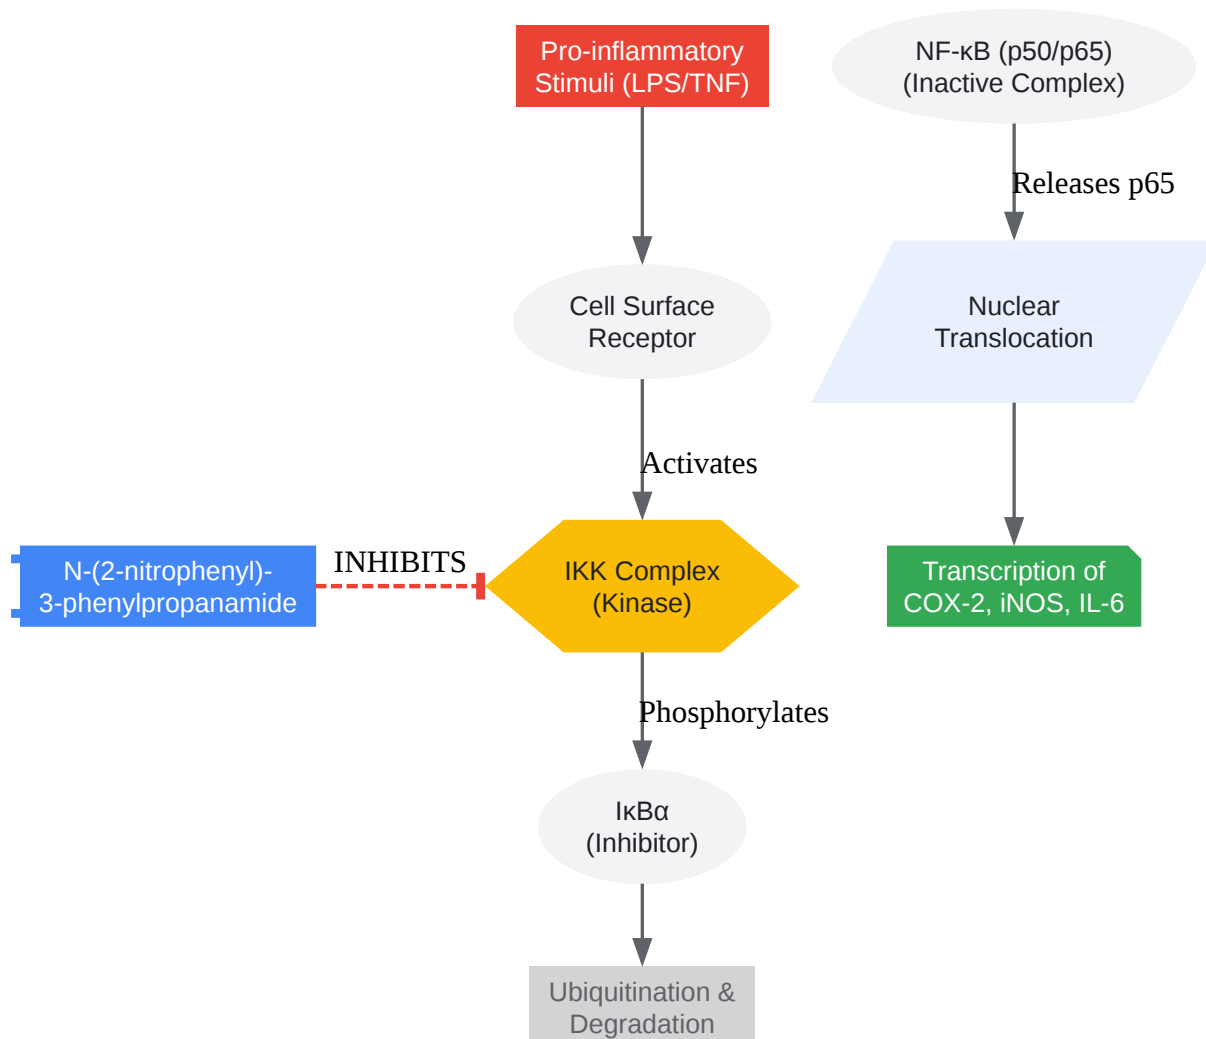 Pro-inflammatory
Stimuli (LPS/TNF)
NF-κB (p50/p65)
(Inactive Complex)
Releases p65
Cell Surface
Receptor
Nuclear
Translocation
Activates
N-(2-nitrophenyl)-
3-phenylpropanamide
INHIBITS
IKK Complex
(Kinase)
Transcription of
COX-2, iNOS, IL-6
Phosphorylates
IκBα
(Inhibitor)
Ubiquitination &
Degradation